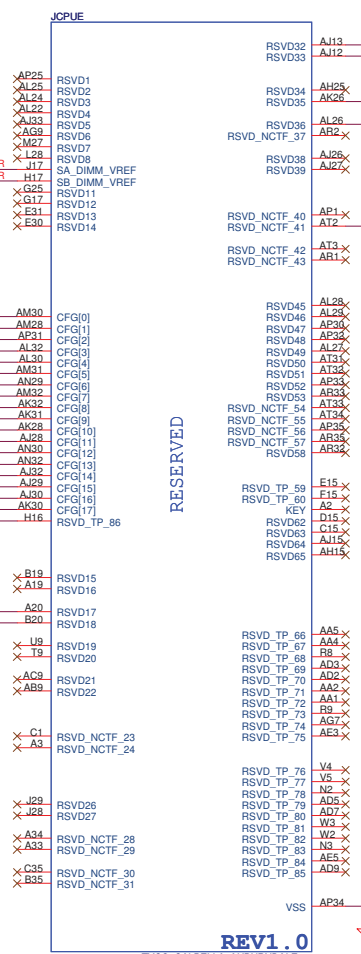 JCPUE
AP25 RSVD1
AL25 RSVD2
AL24 RSVD3
AL22 RSVD4
AJ33 RSVD5
AG9 RSVD6
M27 RSVD7
L28 RSVD8
J17 SA_DIMM_VREF
H17 SB_DIMM_VREF
G25 RSVD11
G17 RSVD12
E31 RSVD13
E30 RSVD14
AM30 CFG[0]
AM28 CFG[1]
AP31 CFG[2]
AL32 CFG[3]
AL30 CFG[4]
AM31 CFG[5]
AN29 CFG[6]
AM32 CFG[7]
AK32 CFG[8]
AK31 CFG[9]
AK28 CFG[10]
AJ28 CFG[11]
AN30 CFG[12]
AN32 CFG[13]
AJ32 CFG[14]
AJ29 CFG[15]
AJ30 CFG[16]
AK30 CFG[17]
H16 RSVD_TP_86
B19 RSVD15
A19 RSVD16
A20 RSVD17
B20 RSVD18
U9 RSVD19
T9 RSVD20
AC9 RSVD21
AB9 RSVD22
C1 RSVD_NCTF_23
A3 RSVD_NCTF_24
J29 RSVD26
J28 RSVD27
A34 RSVD_NCTF_28
A33 RSVD_NCTF_29
C35 RSVD_NCTF_30
B35 RSVD_NCTF_31
RESERVED
RSVD32 AJ13
RSVD33 AJ12
RSVD34 AH25
RSVD35 AK26
RSVD36 AL26
RSVD_NCTF_37 AR2
RSVD38 AJ26
RSVD39 AJ27
RSVD_NCTF_40 AP1
RSVD_NCTF_41 AT2
RSVD_NCTF_42 AT3
RSVD_NCTF_43 AR1
RSVD45 AL28
RSVD46 AL29
RSVD47 AP30
RSVD48 AP32
RSVD49 AL27
RSVD50 AT31
RSVD51 AT32
RSVD52 AP33
RSVD53 AR33
RSVD_NCTF_54 AT33
RSVD_NCTF_55 AT34
RSVD_NCTF_56 AP35
RSVD_NCTF_57 AR35
RSVD58 AR32
RSVD_TP_59 E15
RSVD_TP_60 F15
KEY A2
RSVD62 D15
RSVD63 C15
RSVD64 AJ15
RSVD65 AH15
RSVD_TP_66 AA5
RSVD_TP_67 AA4
RSVD_TP_68 R8
RSVD_TP_69 AD3
RSVD_TP_70 AD2
RSVD_TP_71 AA2
RSVD_TP_72 AA1
RSVD_TP_73 R9
RSVD_TP_74 AG7
RSVD_TP_75 AE3
RSVD_TP_76 V4
RSVD_TP_77 V5
RSVD_TP_78 N2
RSVD_TP_79 AD5
RSVD_TP_80 AD7
RSVD_TP_81 W3
RSVD_TP_82 W2
RSVD_TP_83 N3
RSVD_TP_84 AE5
RSVD_TP_85 AD9
VSS AP34
REV1.0